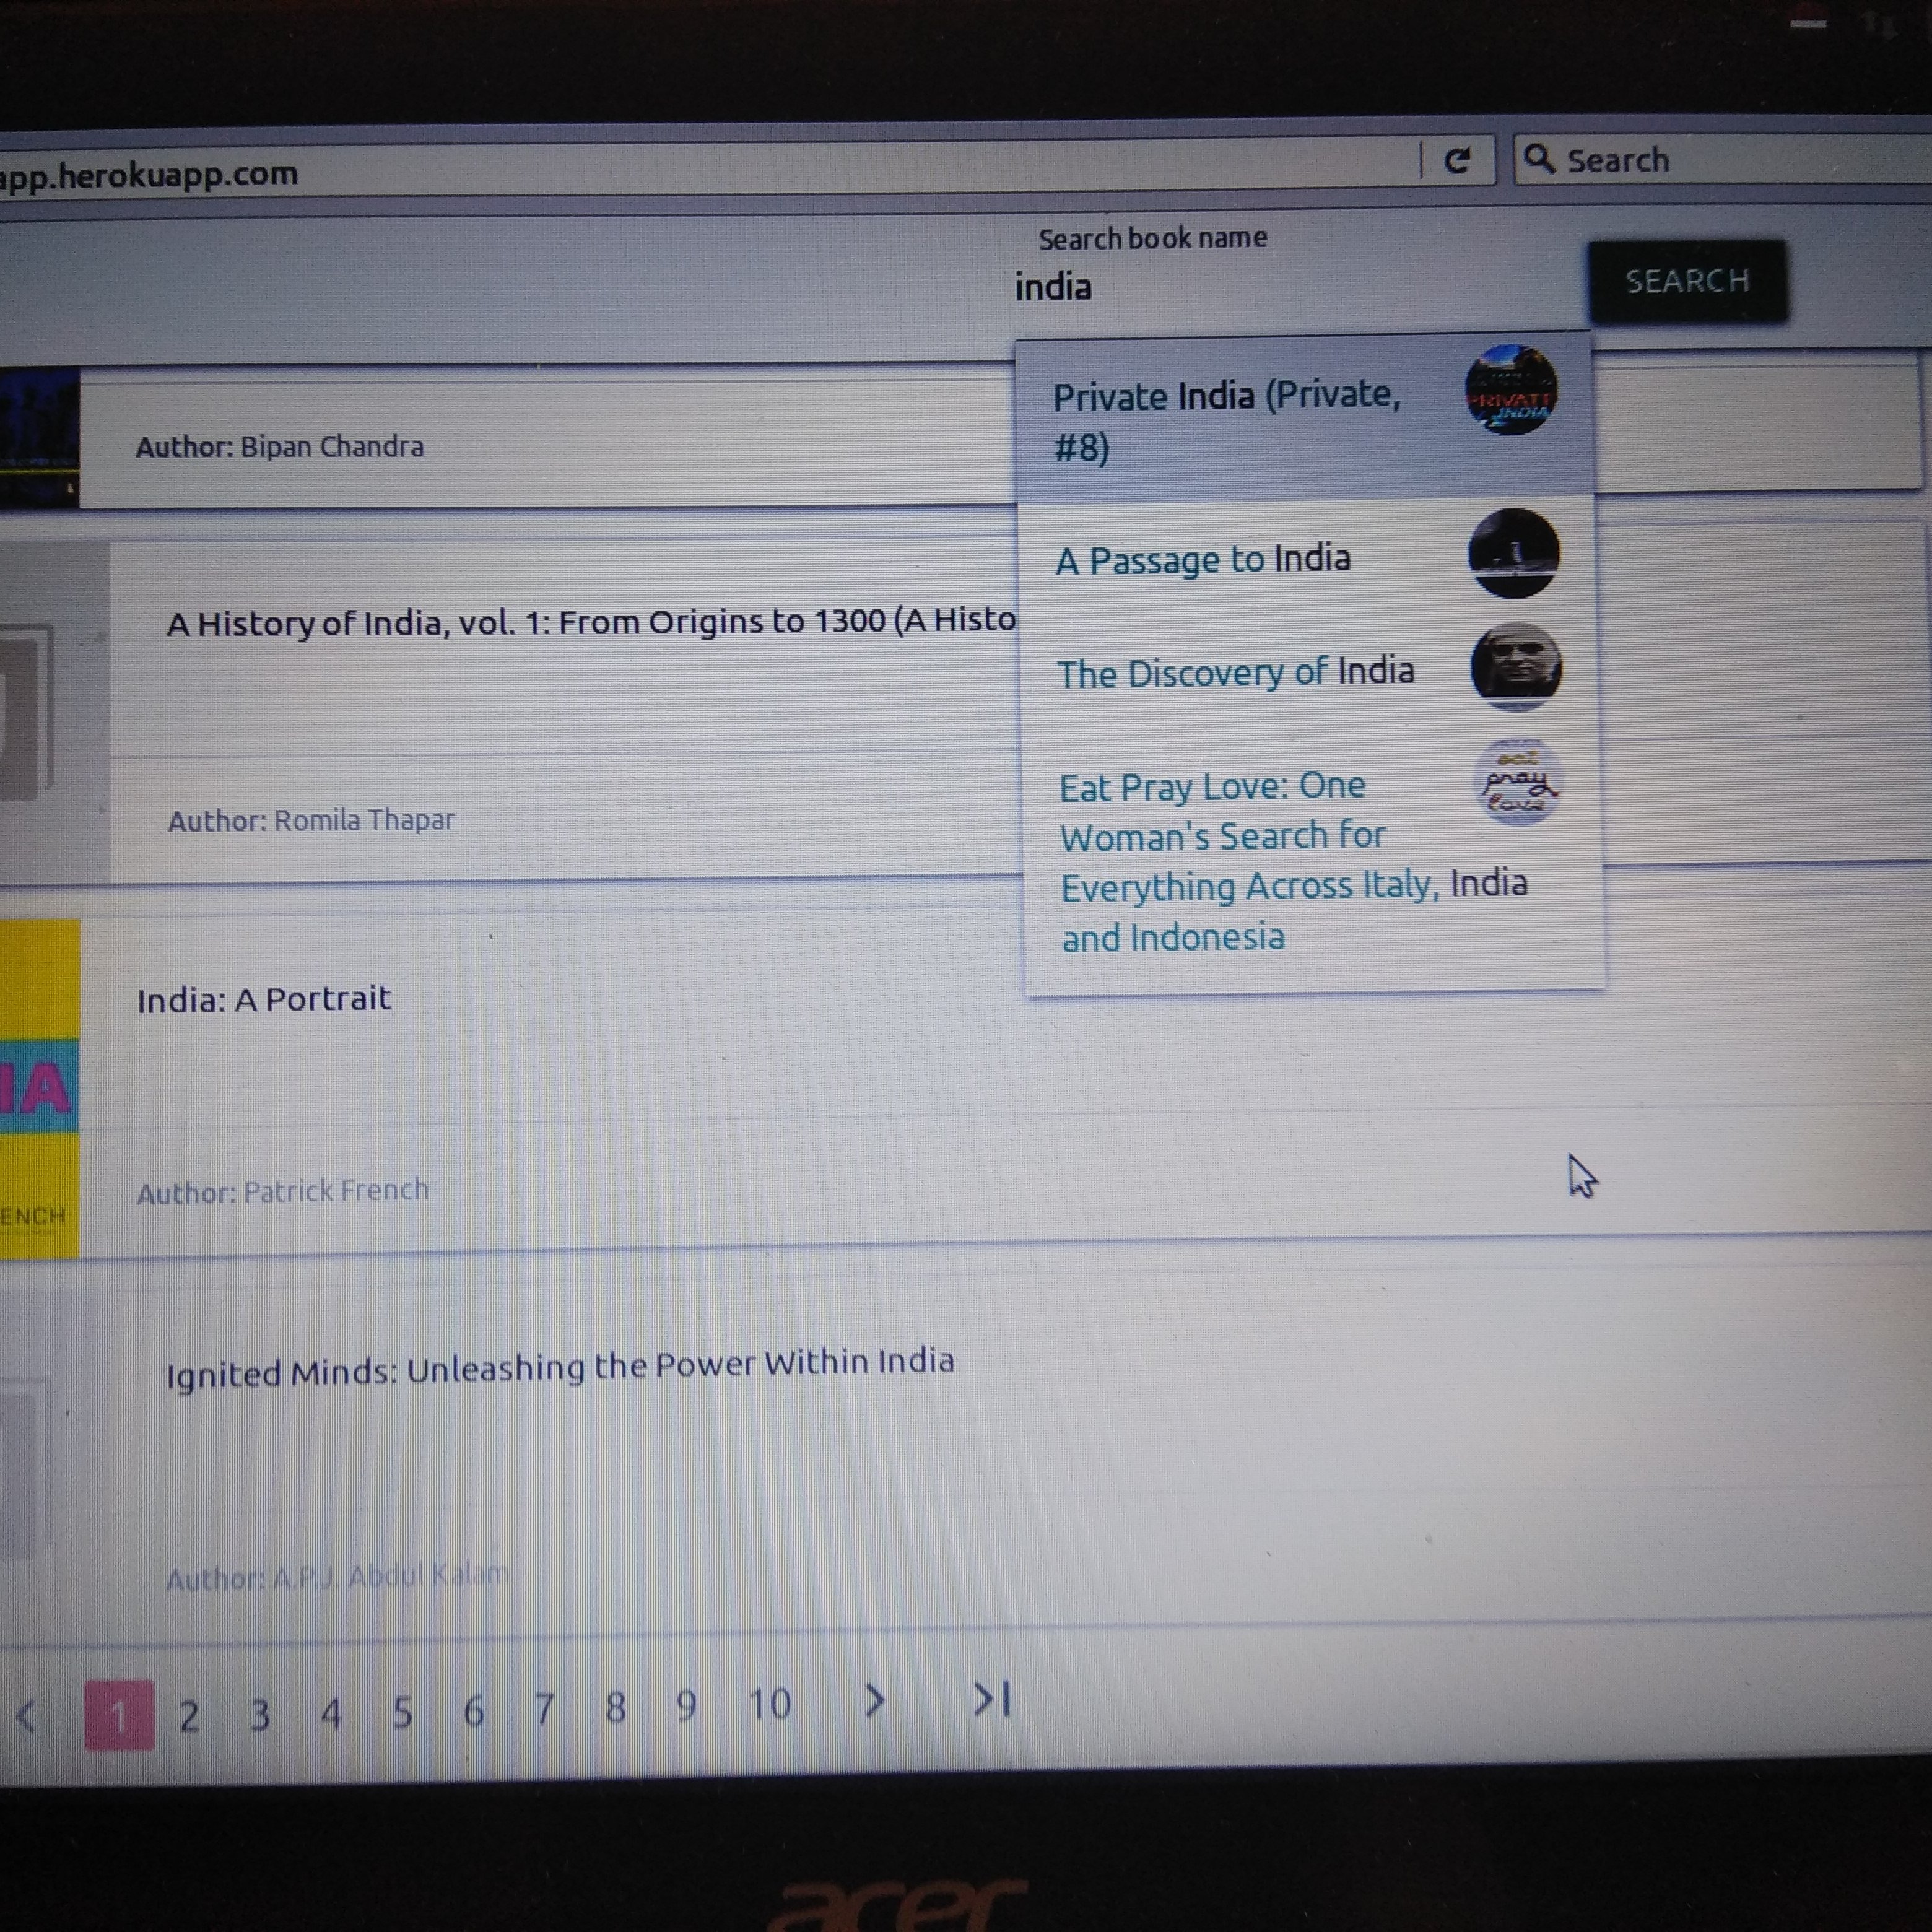 app.herokuapp.com
Search
Search book name
india
SEARCH
Private India (Private,
#8)
PRIVATE
INDIA
A Passage to India
The Discovery of India
Eat Pray Love: One
Woman's Search for
Everything Across Italy, India
and Indonesia
eat
pray
love
Author: Bipan Chandra
A History of India, vol. 1: From Origins to 1300 (A Histo
Author: Romila Thapar
IA
ENCH
India: A Portrait
Author: Patrick French
Ignited Minds: Unleashing the Power Within India
Author: A.P.J. Abdul Kalam
< 1 2 3 4 5 6 7 8 9 10 > >|
acer